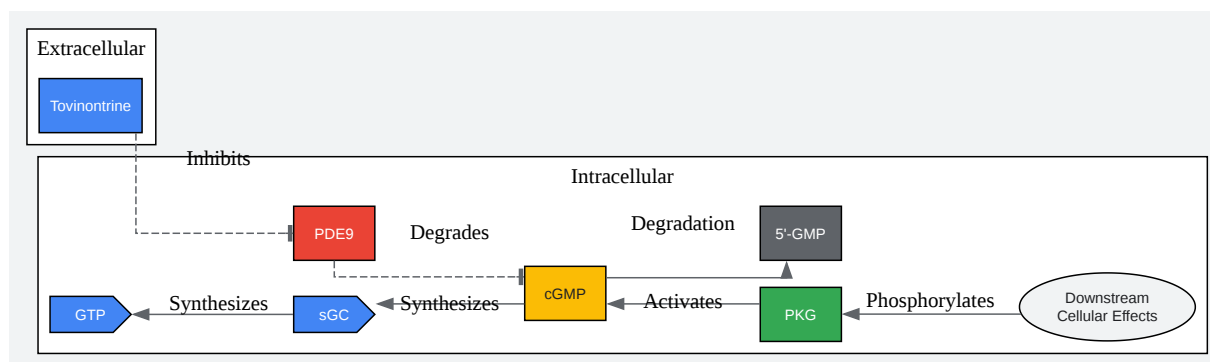 Extracellular
Tovinontrine
Inhibits
Intracellular
PDE9
Degrades
Degradation
5'-GMP
GTP
Synthesizes
sGC
Synthesizes
cGMP
Activates
PKG
Phosphorylates
Downstream
Cellular Effects